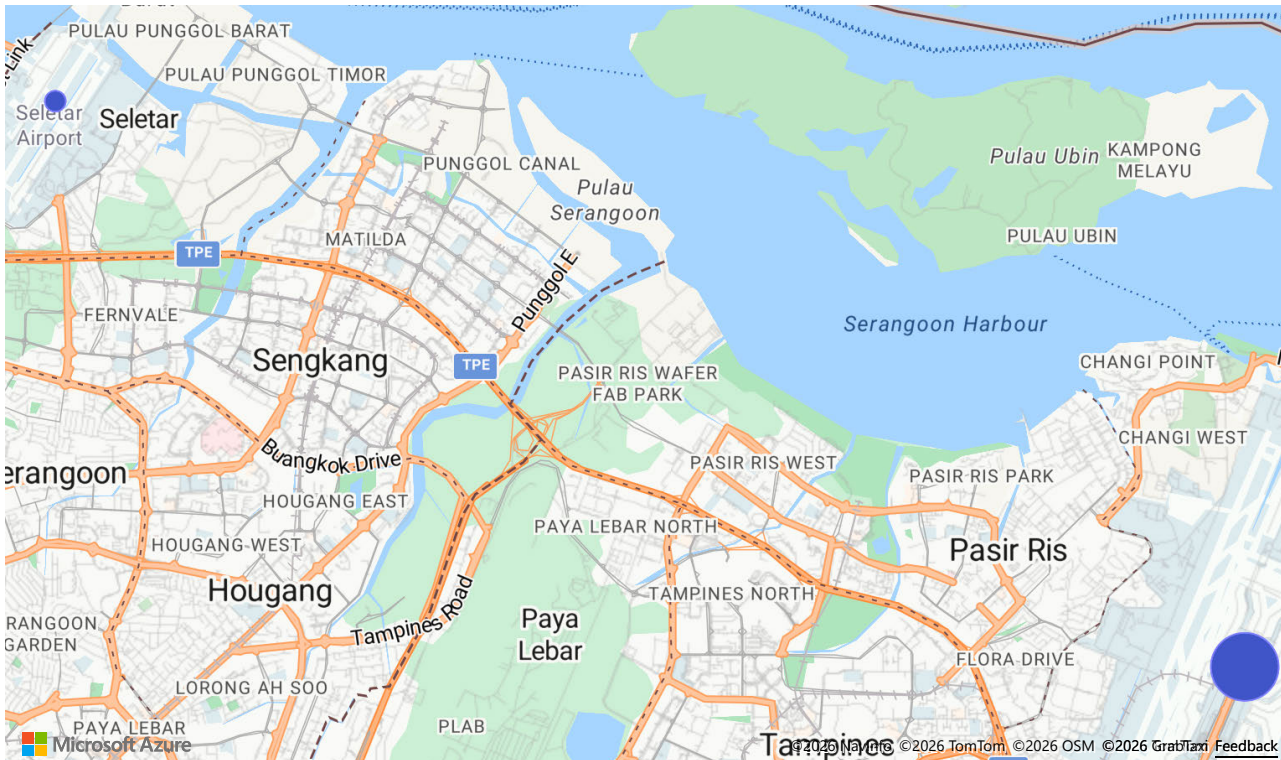 PULAU PUNGGOL BARAT
PULAU PUNGGOL TIMOR
Seletar
Airport
Seletar
PUNGGOL CANAL
Pulau
Serangoon
Pulau Ubin
KAMPONG
MELAYU
MATILDA
PULAU UBIN
TPE
Punggol E
FERNVALE
Serangoon Harbour
Sengkang
TPE
PASIR RIS WAFER
FAB PARK
CHANGI POINT
CHANGI WEST
Buangkok Drive
erangoon
PASIR RIS WEST
PASIR RIS PARK
HOUGANG EAST
PAYA LEBAR NORTH
HOUGANG WEST
Pasir Ris
Hougang
TAMPINES NORTH
Tampines Road
Paya
Lebar
RANGOON
GARDEN
FLORA DRIVE
LORONG AH SOO
PLAB
PAYA LEBAR
Microsoft Azure
Tampines
©2026 TomTom ©2026 OSM ©2026 GrabTaxi Feedback